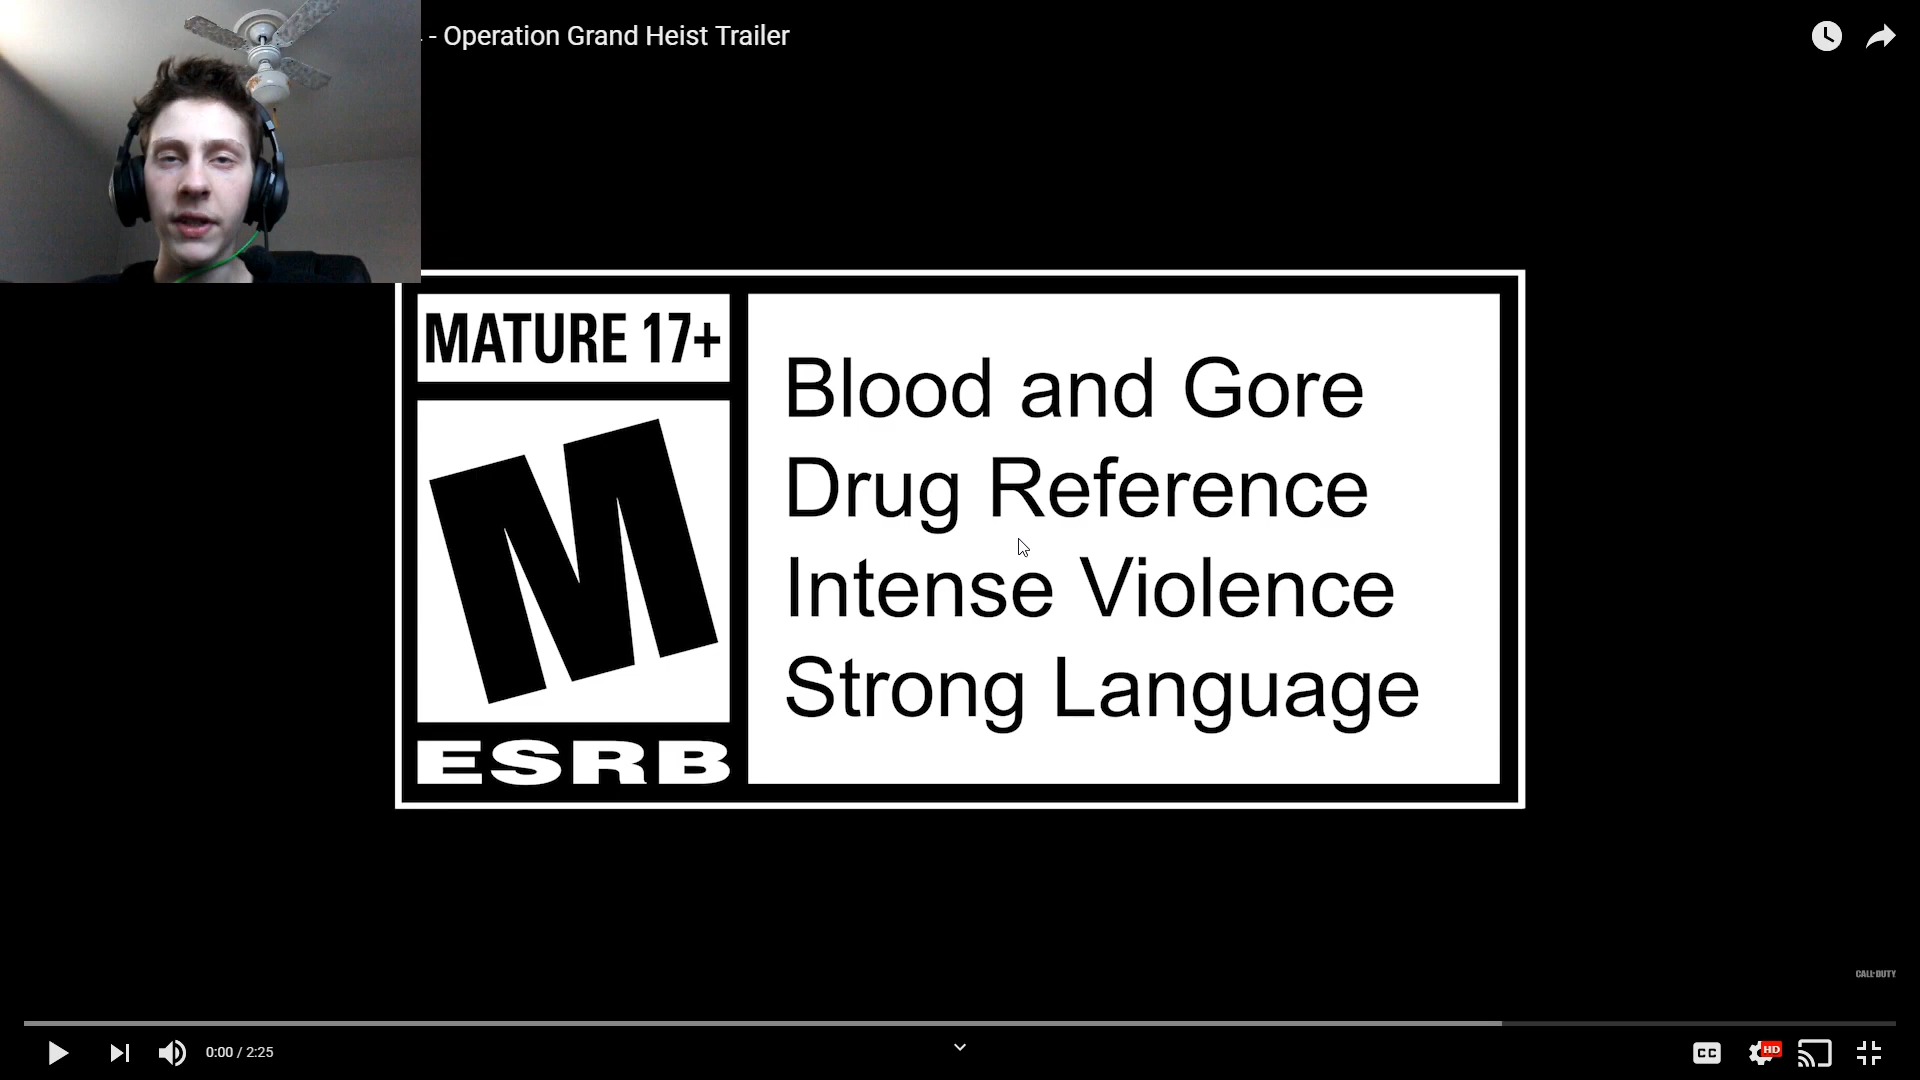 - Operation Grand Heist Trailer
MATURE 17+
M
ESRB
Blood and Gore
Drug Reference
Intense Violence
Strong Language
CALL DUTY
0:00 / 2:25
CC
HD